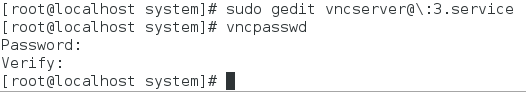 [root@localhost system]# sudo gedit vncserver@\:3.service
[root@localhost system]# vncpasswd
Password:
Verify:
[root@localhost system]#